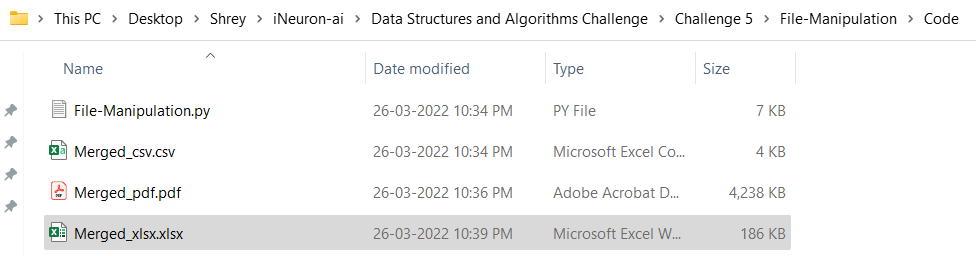 This PC > Desktop > Shrey > iNeuron-ai > Data Structures and Algorithms Challenge > Challenge 5 > File-Manipulation > Code
Name Date modified Type Size
File-Manipulation.py 26-03-2022 10:34 PM PY File 7 KB
Merged_csv.csv 26-03-2022 10:34 PM Microsoft Excel Co... 4 KB
Merged_pdf.pdf 26-03-2022 10:36 PM Adobe Acrobat D... 4,238 KB
Merged_xlsx.xlsx 26-03-2022 10:39 PM Microsoft Excel W... 186 KB